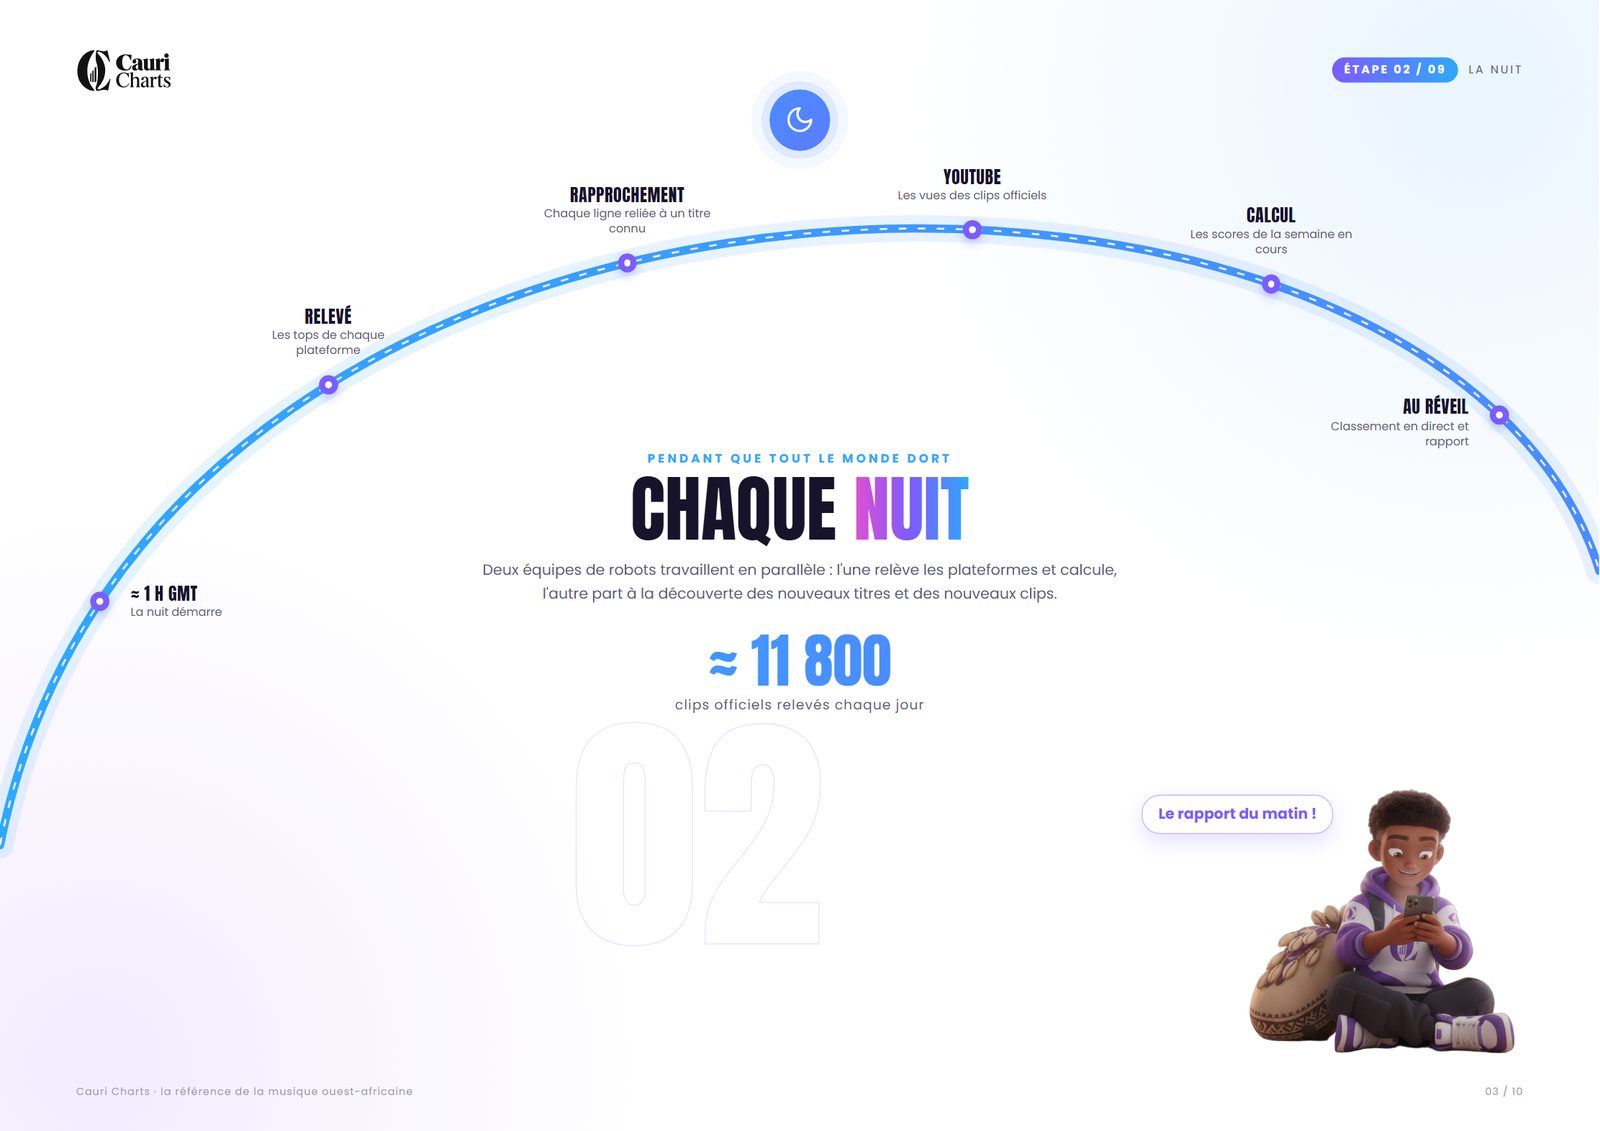 Cauri
Charts
ÉTAPE 02 / 09 LA NUIT
RAPPROCHEMENT
Chaque ligne reliée à un titre
connu
YOUTUBE
Les vues des clips officiels
CALCUL
Les scores de la semaine en
cours
RELEVÉ
Les tops de chaque
plateforme
AU RÉVEIL
Classement en direct et
rapport
≈ 1 H GMT
La nuit démarre
PENDANT QUE TOUT LE MONDE DORT
CHAQUE NUIT
Deux équipes de robots travaillent en parallèle : l'une relève les plateformes et calcule,
l'autre part à la découverte des nouveaux titres et des nouveaux clips.
≈ 11 800
clips officiels relevés chaque jour
02
Le rapport du matin !
Cauri Charts · la référence de la musique ouest-africaine
03 / 10